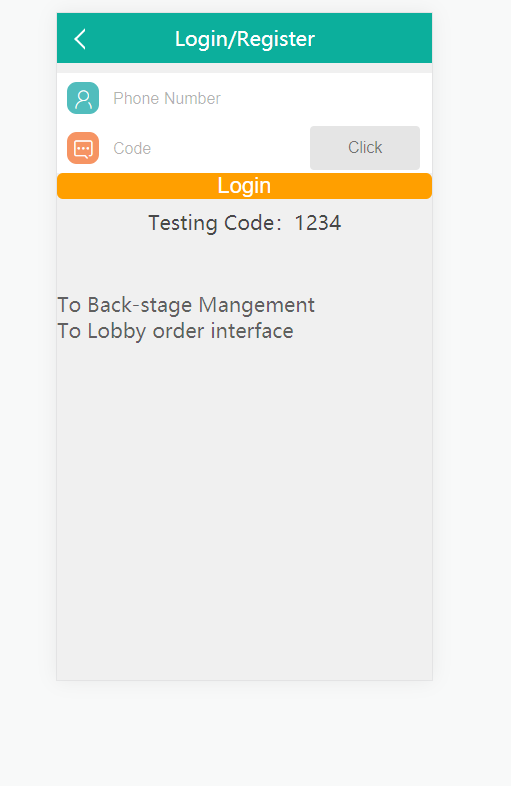 Login/Register
Phone Number
Code
Click
Login
Testing Code：1234
To Back-stage Mangement
To Lobby order interface